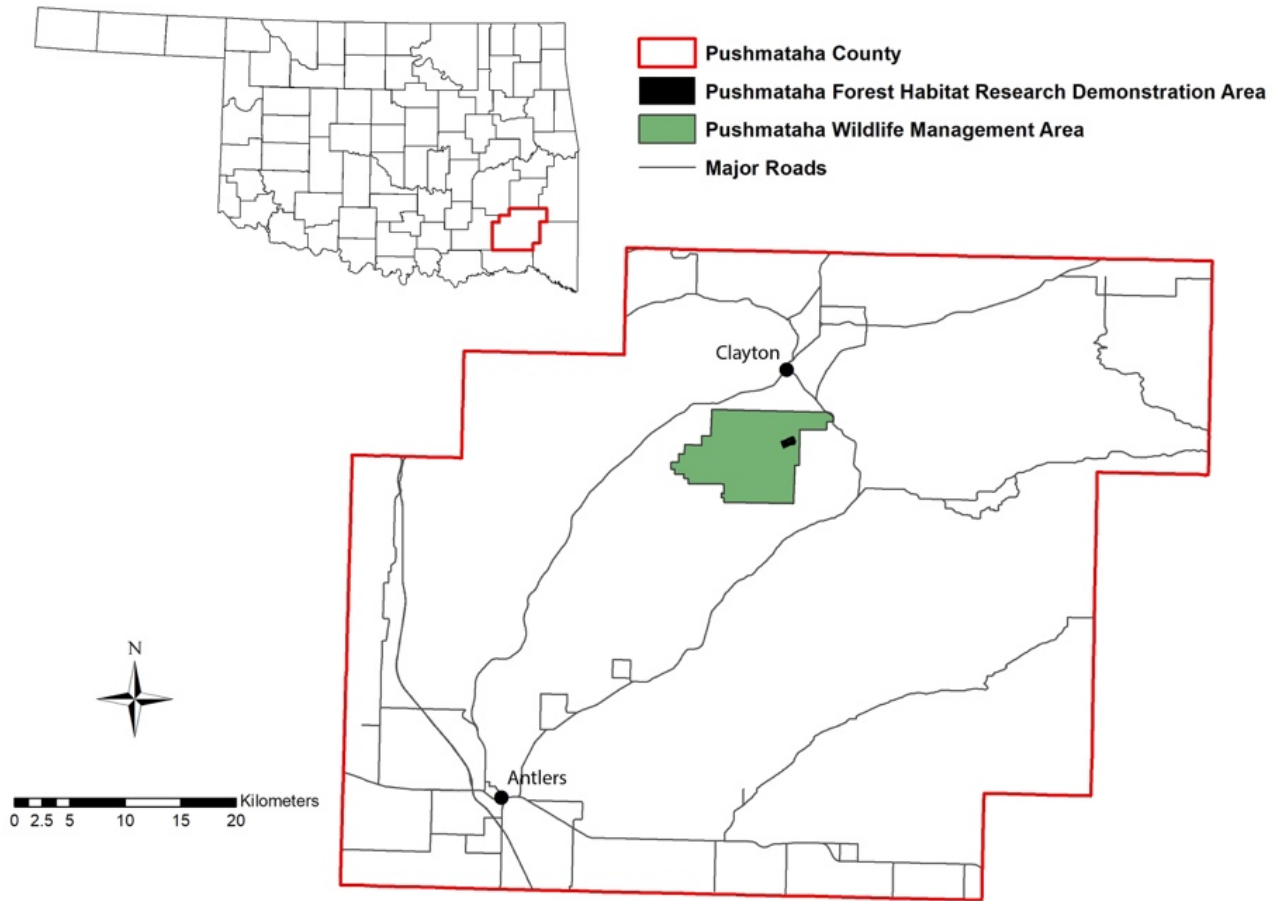 Pushmataha County
Pushmataha Forest Habitat Research Demonstration Area
Pushmataha Wildlife Management Area
Major Roads
Clayton
N
Antlers
Kilometers
0 2.5 5 10 15 20